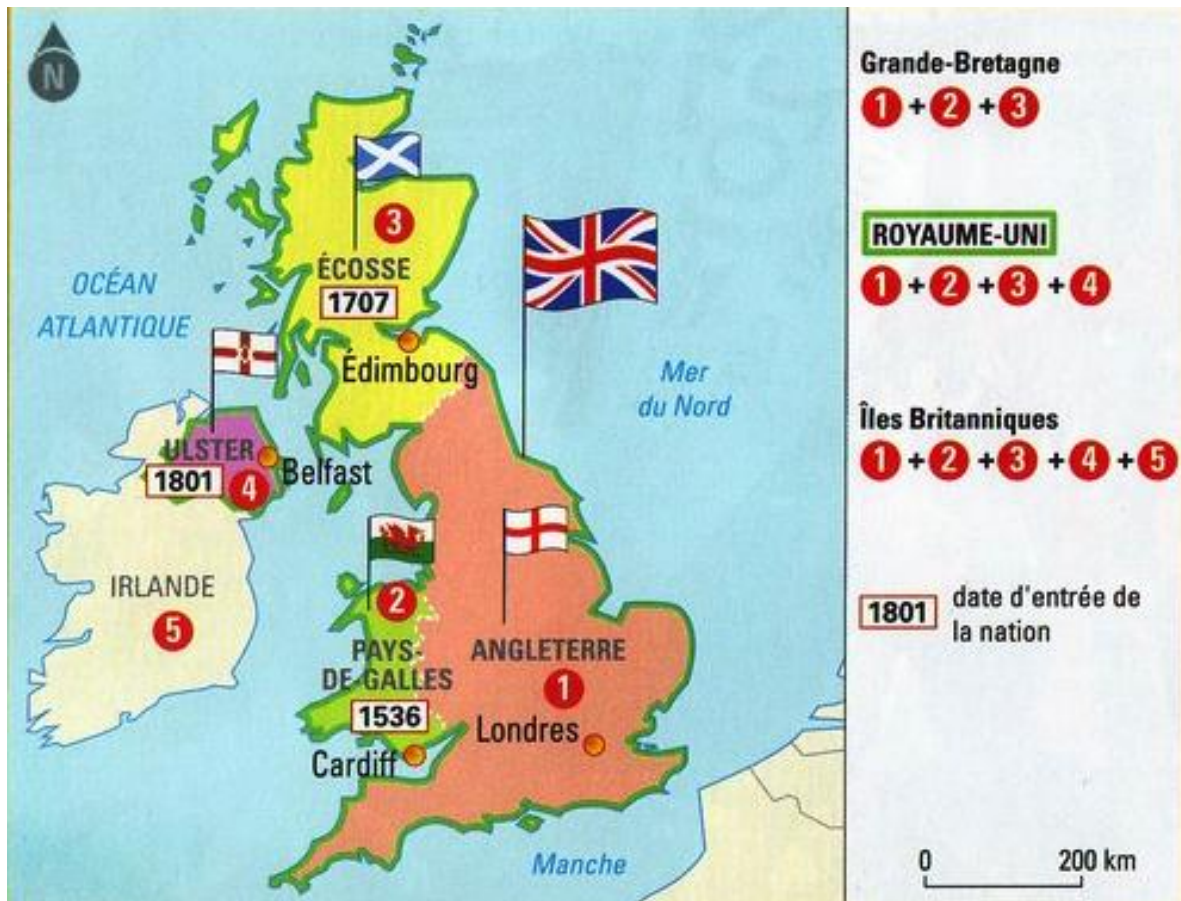 N
OCÉAN
ATLANTIQUE
3
ÉCOSSE
1707
Édimbourg
Mer
du Nord
ULSTER
1801
4
Belfast
IRLANDE
5
2
PAYS-
DE-GALLES
1536
Cardiff
ANGLETERRE
1
Londres
Manche
Grande-Bretagne
1 + 2 + 3
ROYAUME-UNI
1 + 2 + 3 + 4
Îles Britanniques
1 + 2 + 3 + 4 + 5
1801 date d'entrée de
la nation
0 200 km